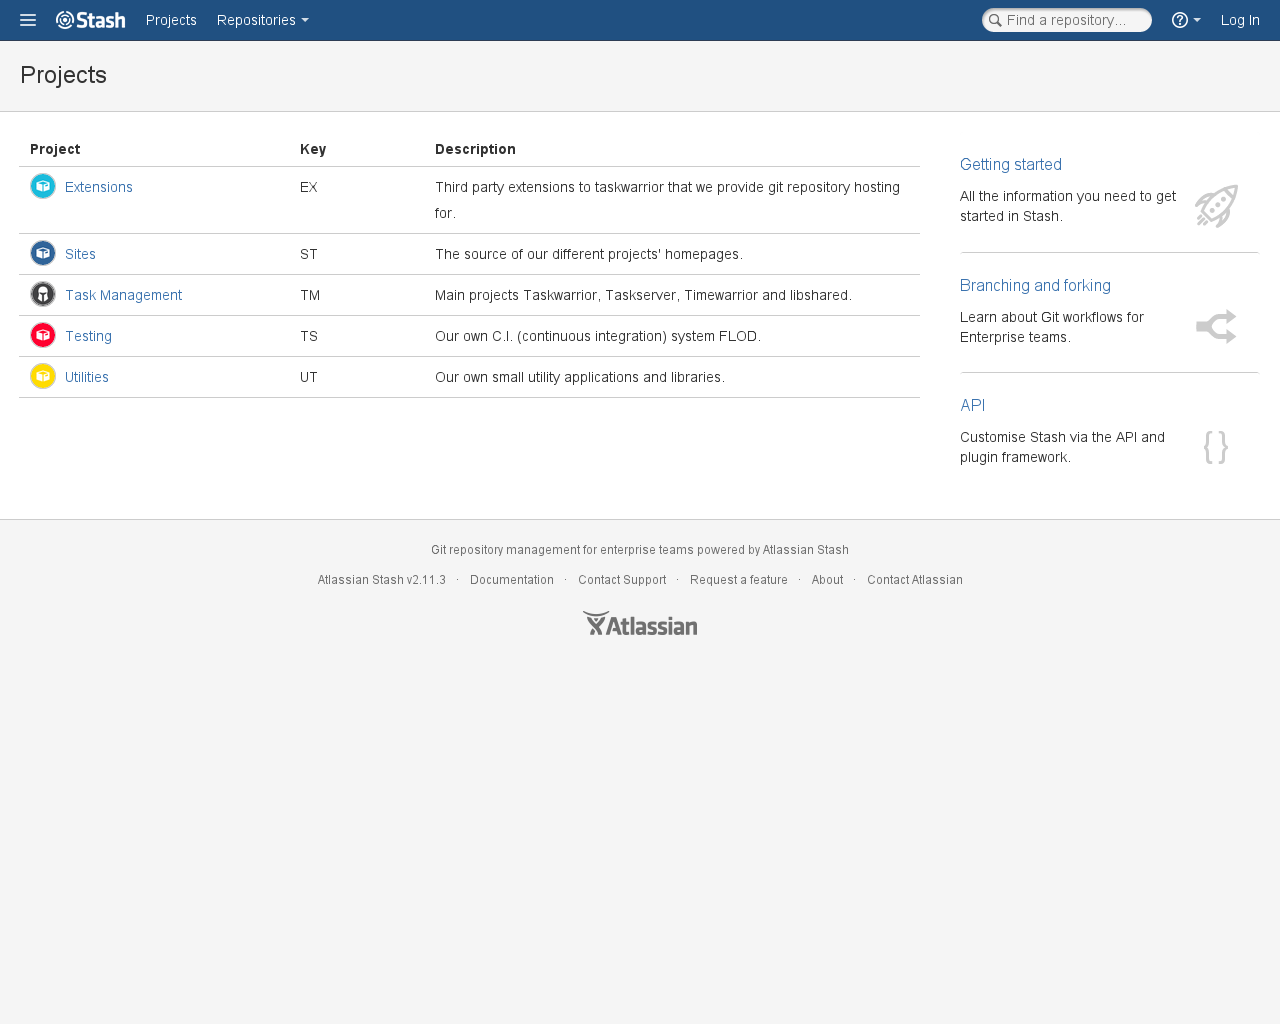 Stash Projects Repositories Find a repository... Log In
Projects
Project Key Description
Extensions EX Third party extensions to taskwarrior that we provide git repository hosting
for.
Sites ST The source of our different projects' homepages.
Task Management TM Main projects Taskwarrior, Taskserver, Timewarrior and libshared.
Testing TS Our own C.I. (continuous integration) system FLOD.
Utilities UT Our own small utility applications and libraries.
Getting started
All the information you need to get
started in Stash.
Branching and forking
Learn about Git workflows for
Enterprise teams.
API
Customise Stash via the API and
plugin framework.
Git repository management for enterprise teams powered by Atlassian Stash
Atlassian Stash v2.11.3 · Documentation · Contact Support · Request a feature · About · Contact Atlassian
Atlassian